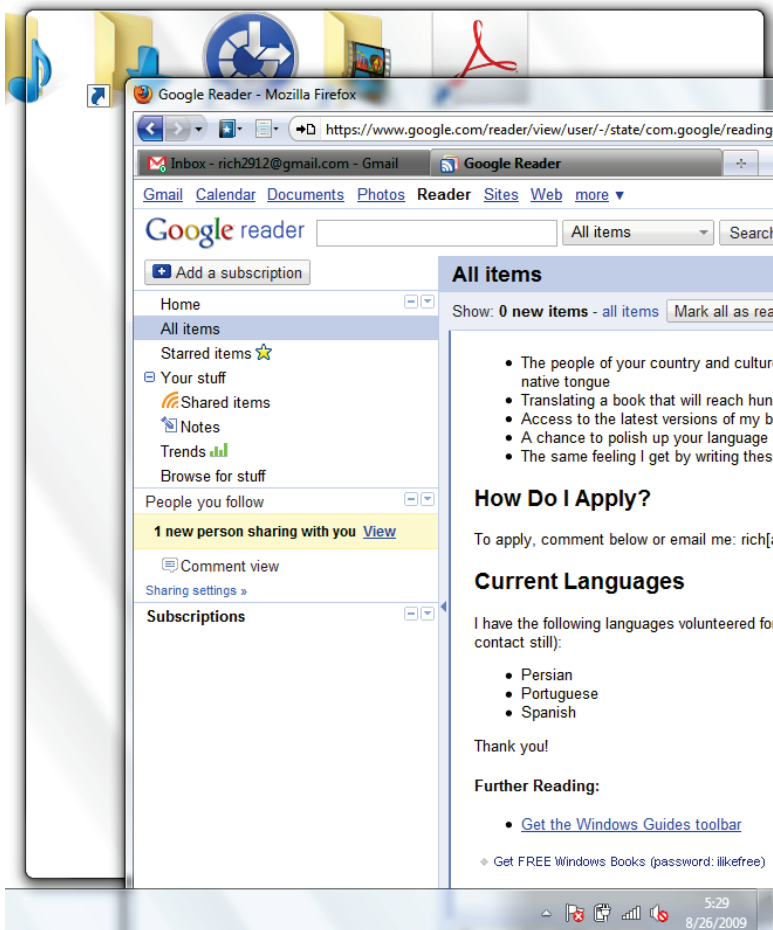 Google Reader - Mozilla Firefox
https://www.google.com/reader/view/user/-/state/com.google/reading
Inbox - rich2912@gmail.com - Gmail Google Reader
Gmail Calendar Documents Photos Reader Sites Web more ▼
Google reader All items Search
Add a subscription
All items
Home
Show: 0 new items - all items Mark all as rea
All items
Starred items
Your stuff
Shared items
Notes
Trends
Browse for stuff
People you follow
1 new person sharing with you View
Comment view
Sharing settings »
Subscriptions
• The people of your country and culture
native tongue
• Translating a book that will reach hun
• Access to the latest versions of my b
• A chance to polish up your language
• The same feeling I get by writing thes
How Do I Apply?
To apply, comment below or email me: rich[a
Current Languages
I have the following languages volunteered fo
contact still):
• Persian
• Portuguese
• Spanish
Thank you!
Further Reading:
• Get the Windows Guides toolbar
Get FREE Windows Books (password: ilikefree)
5:29
8/26/2009